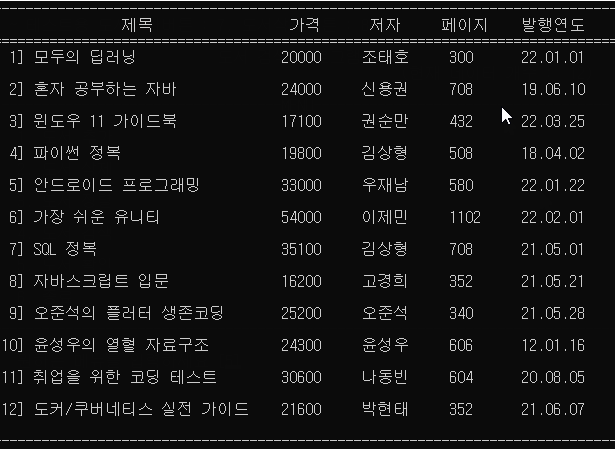 제목 가격 저자 페이지 발행연도
1] 모두의 딥러닝 20000 조태호 300 22.01.01
2] 혼자 공부하는 자바 24000 신용권 708 19.06.10
3] 윈도우 11 가이드북 17100 권순만 432 22.03.25
4] 파이썬 정복 19800 김상형 508 18.04.02
5] 안드로이드 프로그래밍 33000 우재남 580 22.01.22
6] 가장 쉬운 유니티 54000 이제민 1102 22.02.01
7] SQL 정복 35100 김상형 708 21.05.01
8] 자바스크립트 입문 16200 고경희 352 21.05.21
9] 오준석의 플러터 생존코딩 25200 오준석 340 21.05.28
10] 윤성우의 열혈 자료구조 24300 윤성우 606 12.01.16
11] 취업을 위한 코딩 테스트 30600 나동빈 604 20.08.05
12] 도커/쿠버네티스 실전 가이드 21600 박현태 352 21.06.07